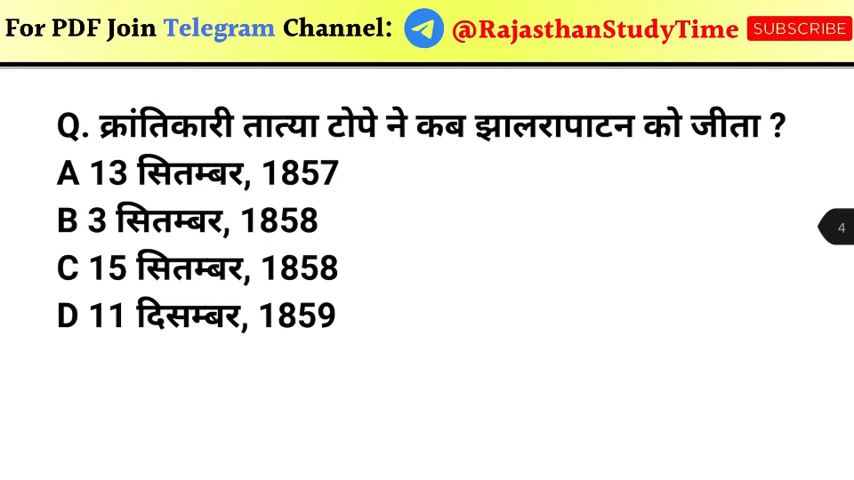 For PDF Join Telegram Channel: @RajasthanStudyTime SUBSCRIBE
Q. क्रांतिकारी तात्या टोपे ने कब झालरापाटन को जीता ?
A 13 सितम्बर, 1857
B 3 सितम्बर, 1858
C 15 सितम्बर, 1858
D 11 दिसम्बर, 1859
4